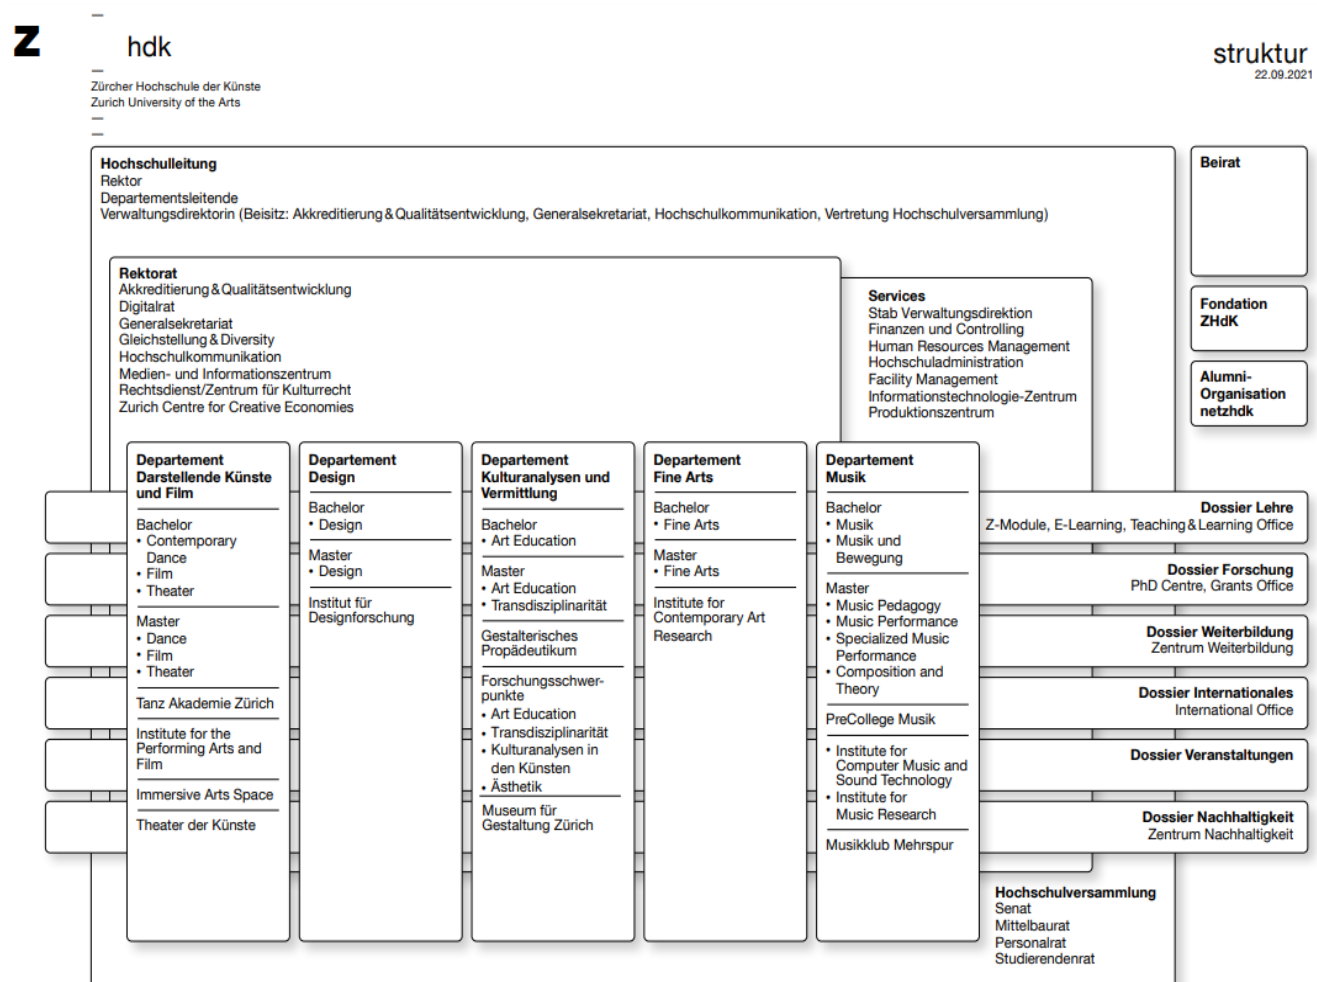 Z
hdk
Zürcher Hochschule der Künste
Zurich University of the Arts
struktur
22.09.2021
Hochschulleitung
Rektor
Departementsleitende
Verwaltungsdirektorin (Beisitz: Akkreditierung & Qualitätsentwicklung, Generalsekretariat, Hochschulkommunikation, Vertretung Hochschulversammlung)
Beirat
Fondation
ZHdK
Alumni-
Organisation
netzhdk
Rektorat
Akkreditierung & Qualitätsentwicklung
Digitalrat
Generalsekretariat
Gleichstellung & Diversity
Hochschulkommunikation
Medien- und Informationszentrum
Rechtsdienst/Zentrum für Kulturrecht
Zurich Centre for Creative Economies
Services
Stab Verwaltungsdirektion
Finanzen und Controlling
Human Resources Management
Hochschuladministration
Facility Management
Informationstechnologie-Zentrum
Produktionszentrum
Departement
Darstellende Künste
und Film
Bachelor
• Contemporary
Dance
• Film
• Theater
Master
• Dance
• Film
• Theater
Tanz Akademie Zürich
Institute for the
Performing Arts and
Film
Immersive Arts Space
Theater der Künste
Departement
Design
Bachelor
• Design
Master
• Design
Institut für
Designforschung
Departement
Kulturanalysen und
Vermittlung
Bachelor
• Art Education
Master
• Art Education
• Transdisziplinarität
Gestalterisches
Propädeutikum
Forschungsschwer-
punkte
• Art Education
• Transdisziplinarität
• Kulturanalysen in
den Künsten
• Ästhetik
Museum für
Gestaltung Zürich
Departement
Fine Arts
Bachelor
• Fine Arts
Master
• Fine Arts
Institute for
Contemporary Art
Research
Departement
Musik
Bachelor
• Musik
• Musik und
Bewegung
Master
• Music Pedagogy
• Music Performance
• Specialized Music
Performance
• Composition and
Theory
PreCollege Musik
• Institute for
Computer Music and
Sound Technology
• Institute for
Music Research
Musikklub Mehrspur
Dossier Lehre
Z-Module, E-Learning, Teaching & Learning Office
Dossier Forschung
PhD Centre, Grants Office
Dossier Weiterbildung
Zentrum Weiterbildung
Dossier Internationales
International Office
Dossier Veranstaltungen
Dossier Nachhaltigkeit
Zentrum Nachhaltigkeit
Hochschulversammlung
Senat
Mittelbaurat
Personalrat
Studierendenrat